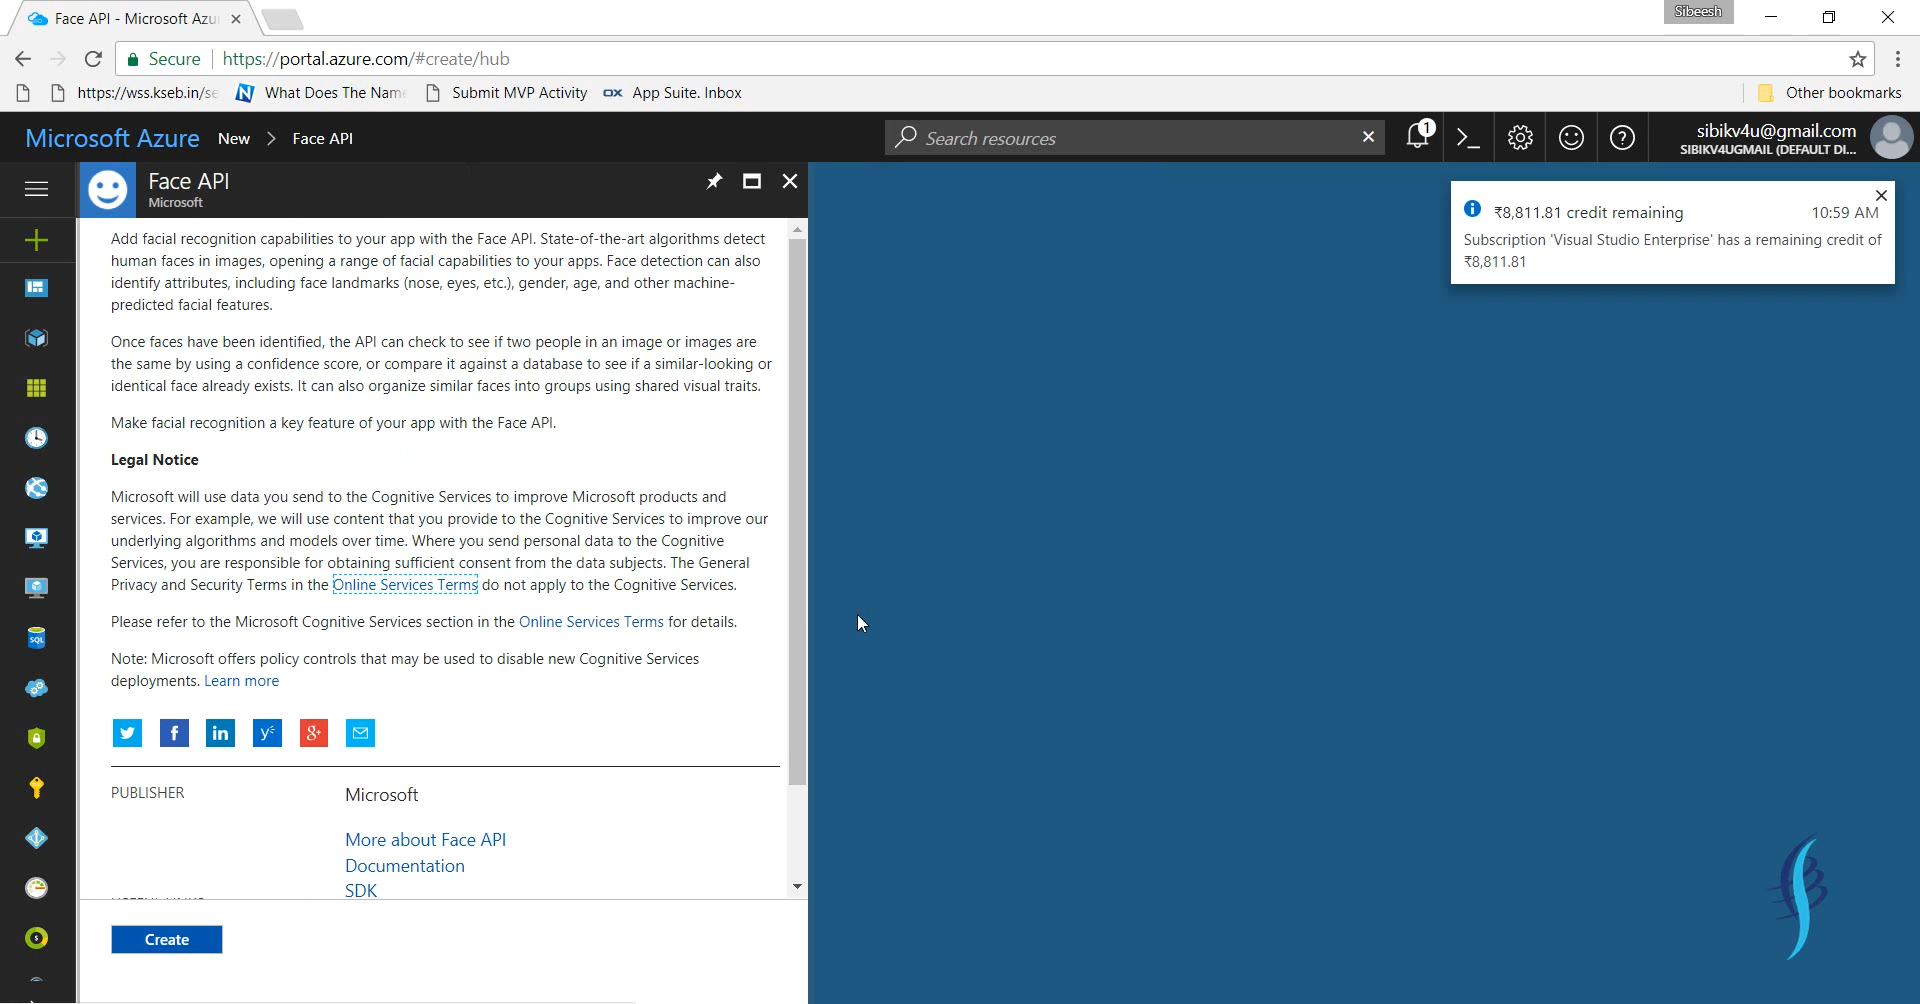 Face API - Microsoft Azu
Sibeesh
Secure
https://portal.azure.com/#create/hub
https://wss.kseb.in/se
What Does The Name
Submit MVP Activity
OX App Suite. Inbox
Other bookmarks
Microsoft Azure New > Face API
Search resources
1
sibikv4u@gmail.com
SIBIKV4UGMAIL (DEFAULT DI...
Face API
Microsoft
₹8,811.81 credit remaining 10:59 AM
Subscription 'Visual Studio Enterprise' has a remaining credit of
₹8,811.81
Add facial recognition capabilities to your app with the Face API. State-of-the-art algorithms detect
human faces in images, opening a range of facial capabilities to your apps. Face detection can also
identify attributes, including face landmarks (nose, eyes, etc.), gender, age, and other machine-
predicted facial features.
Once faces have been identified, the API can check to see if two people in an image or images are
the same by using a confidence score, or compare it against a database to see if a similar-looking or
identical face already exists. It can also organize similar faces into groups using shared visual traits.
Make facial recognition a key feature of your app with the Face API.
Legal Notice
Microsoft will use data you send to the Cognitive Services to improve Microsoft products and
services. For example, we will use content that you provide to the Cognitive Services to improve our
underlying algorithms and models over time. Where you send personal data to the Cognitive
Services, you are responsible for obtaining sufficient consent from the data subjects. The General
Privacy and Security Terms in the Online Services Terms do not apply to the Cognitive Services.
Please refer to the Microsoft Cognitive Services section in the Online Services Terms for details.
Note: Microsoft offers policy controls that may be used to disable new Cognitive Services
deployments. Learn more
SQL
PUBLISHER
Microsoft
More about Face API
Documentation
SDK
Create